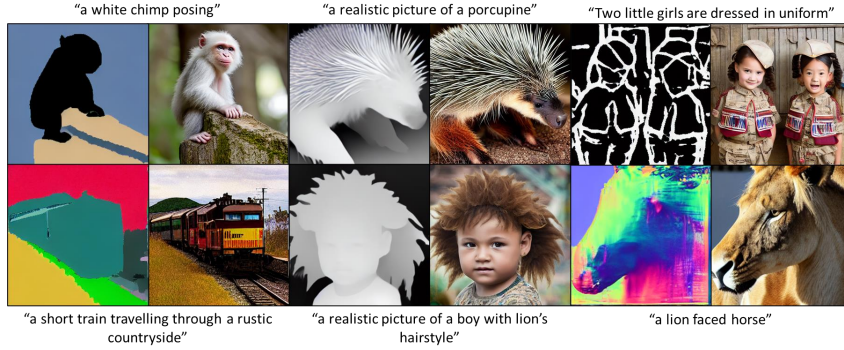 “a white chimp posing”
“a realistic picture of a porcupine”
“Two little girls are dressed in uniform”
“a short train travelling through a rustic
countryside”
“a realistic picture of a boy with lion’s
hairstyle”
“a lion faced horse”